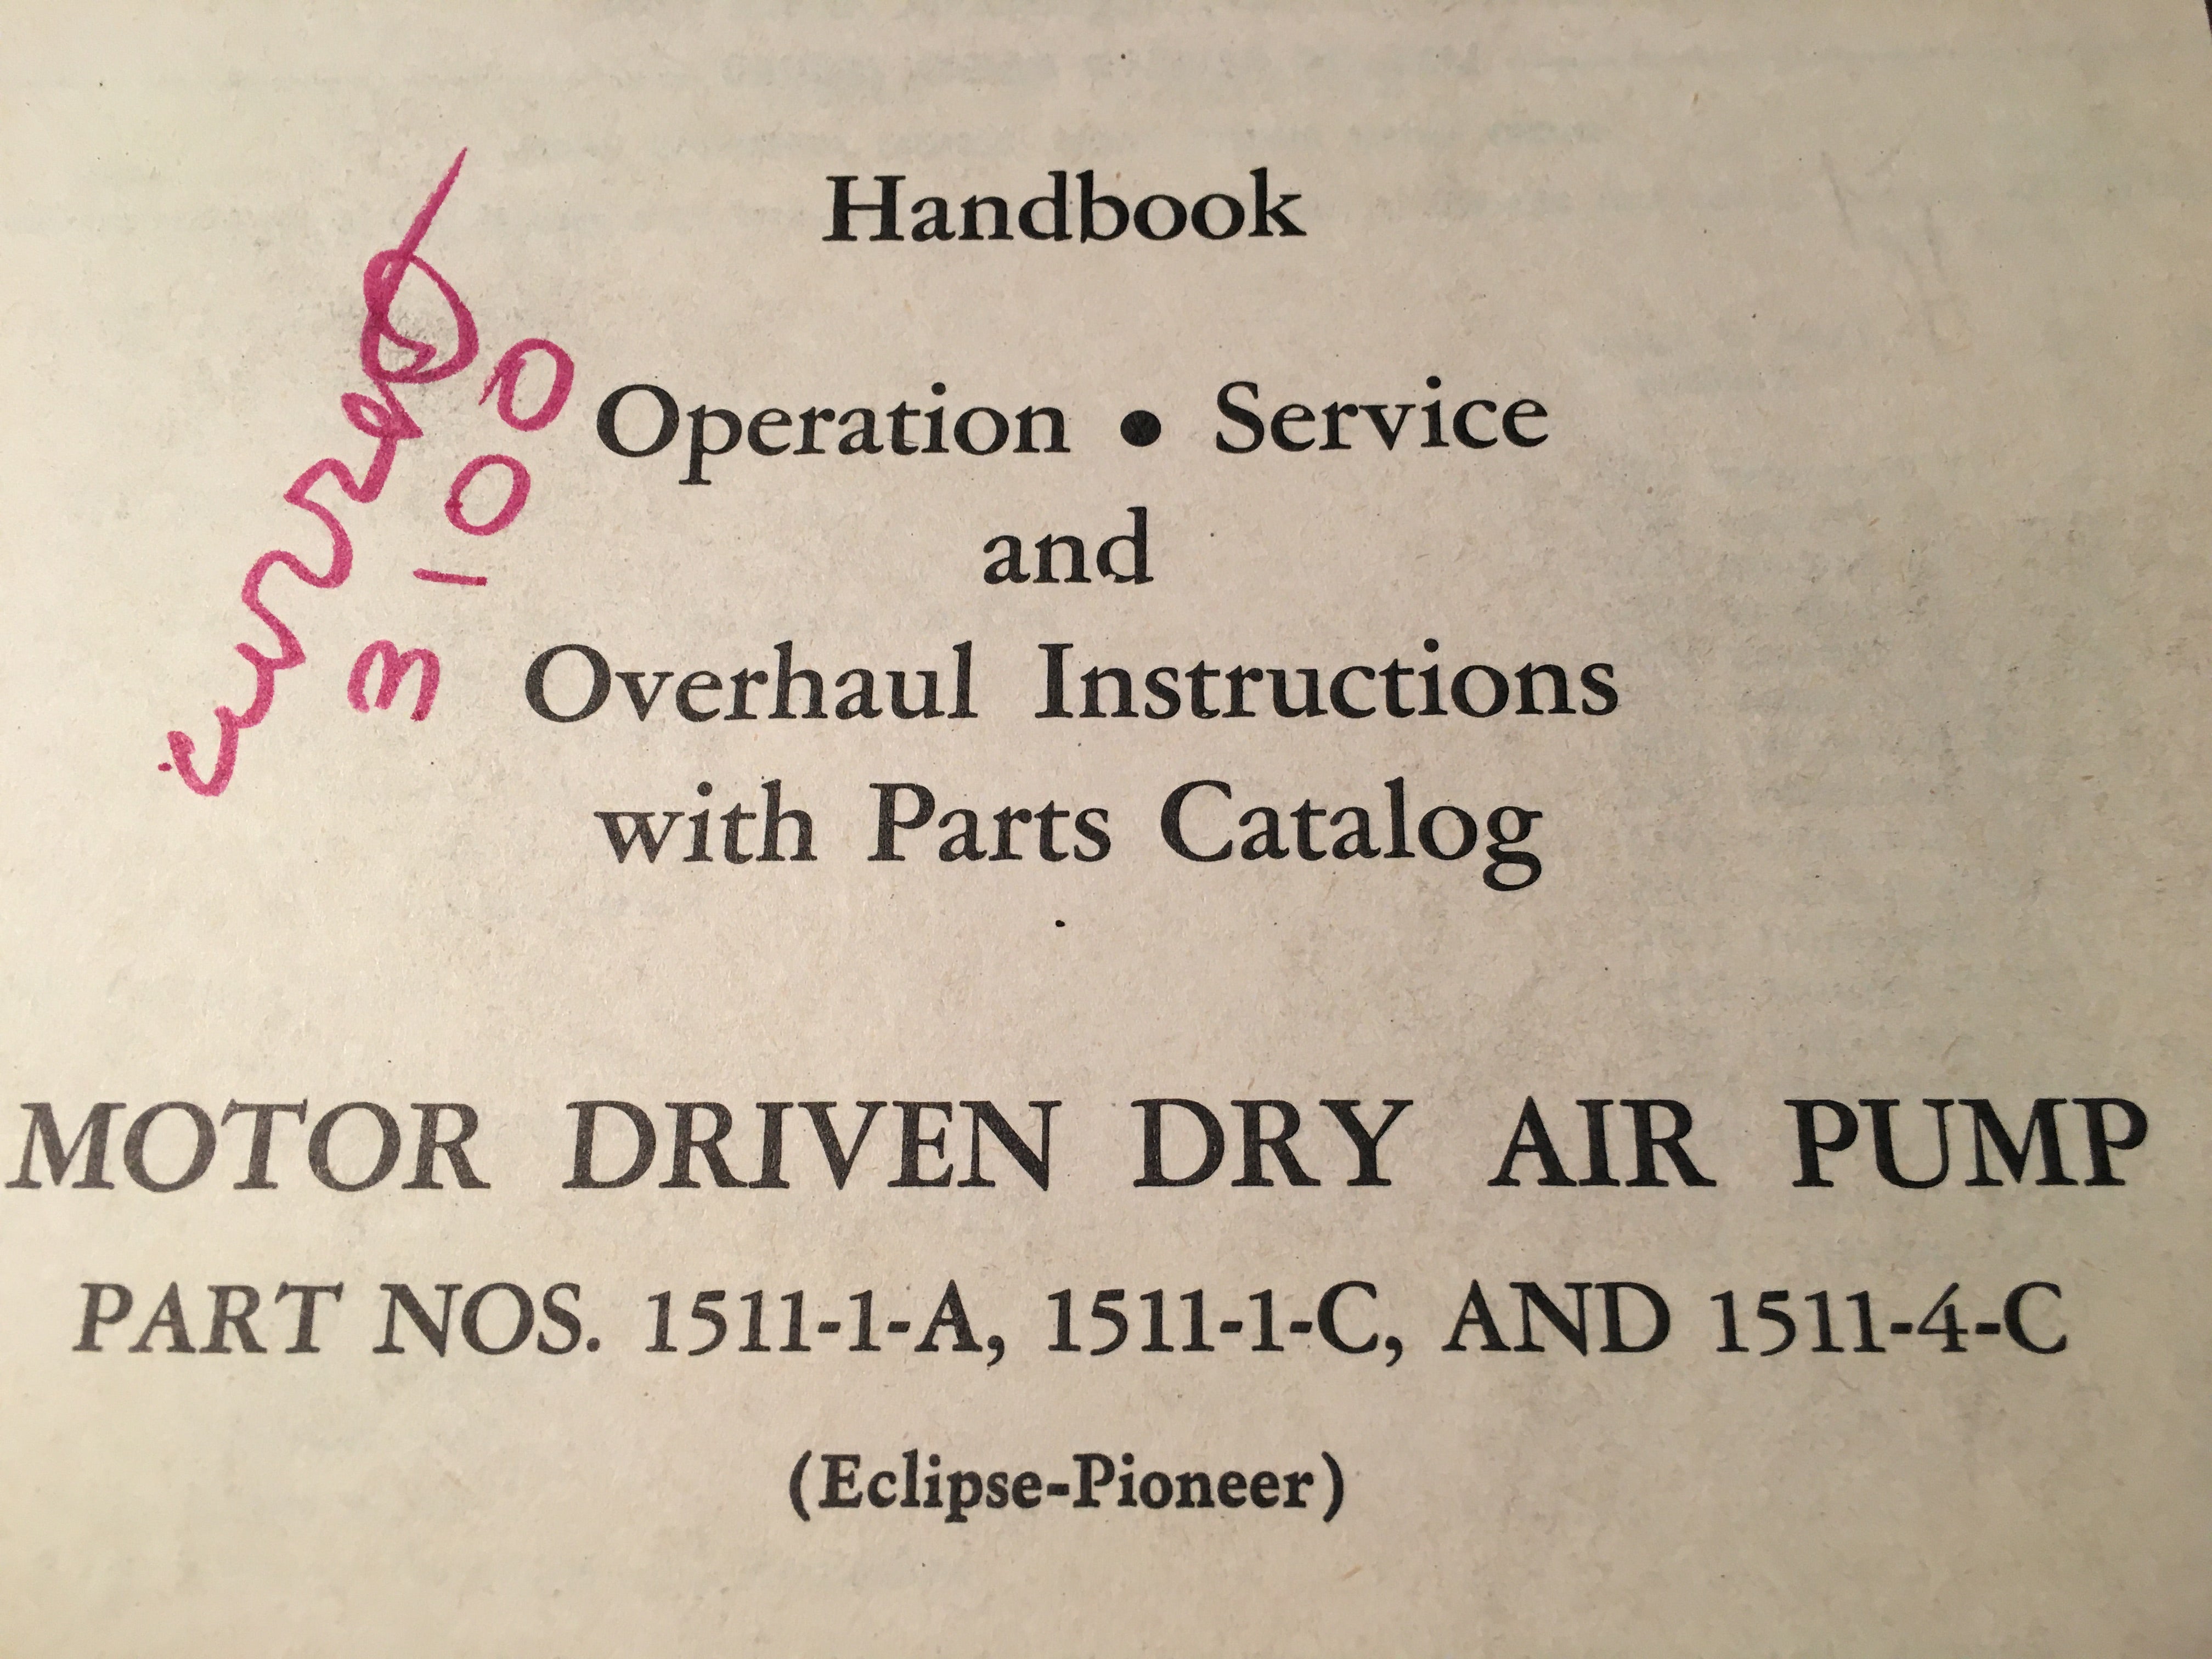 Handbook
Operation • Service
and
Overhaul Instructions
with Parts Catalog
MOTOR DRIVEN DRY AIR PUMP
PART NOS. 1511-1-A, 1511-1-C, AND 1511-4-C
(Eclipse-Pioneer)